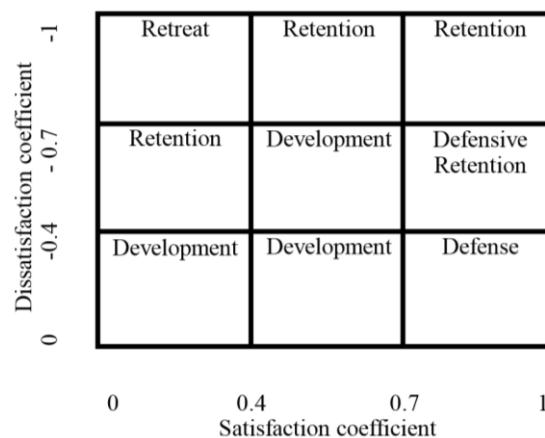 -1
Retreat
Retention
Retention
Dissatisfaction coefficient
- 0.7
Retention
Development
Defensive
Retention
-0.4
Development
Development
Defense
0
0
0.4
0.7
1
Satisfaction coefficient